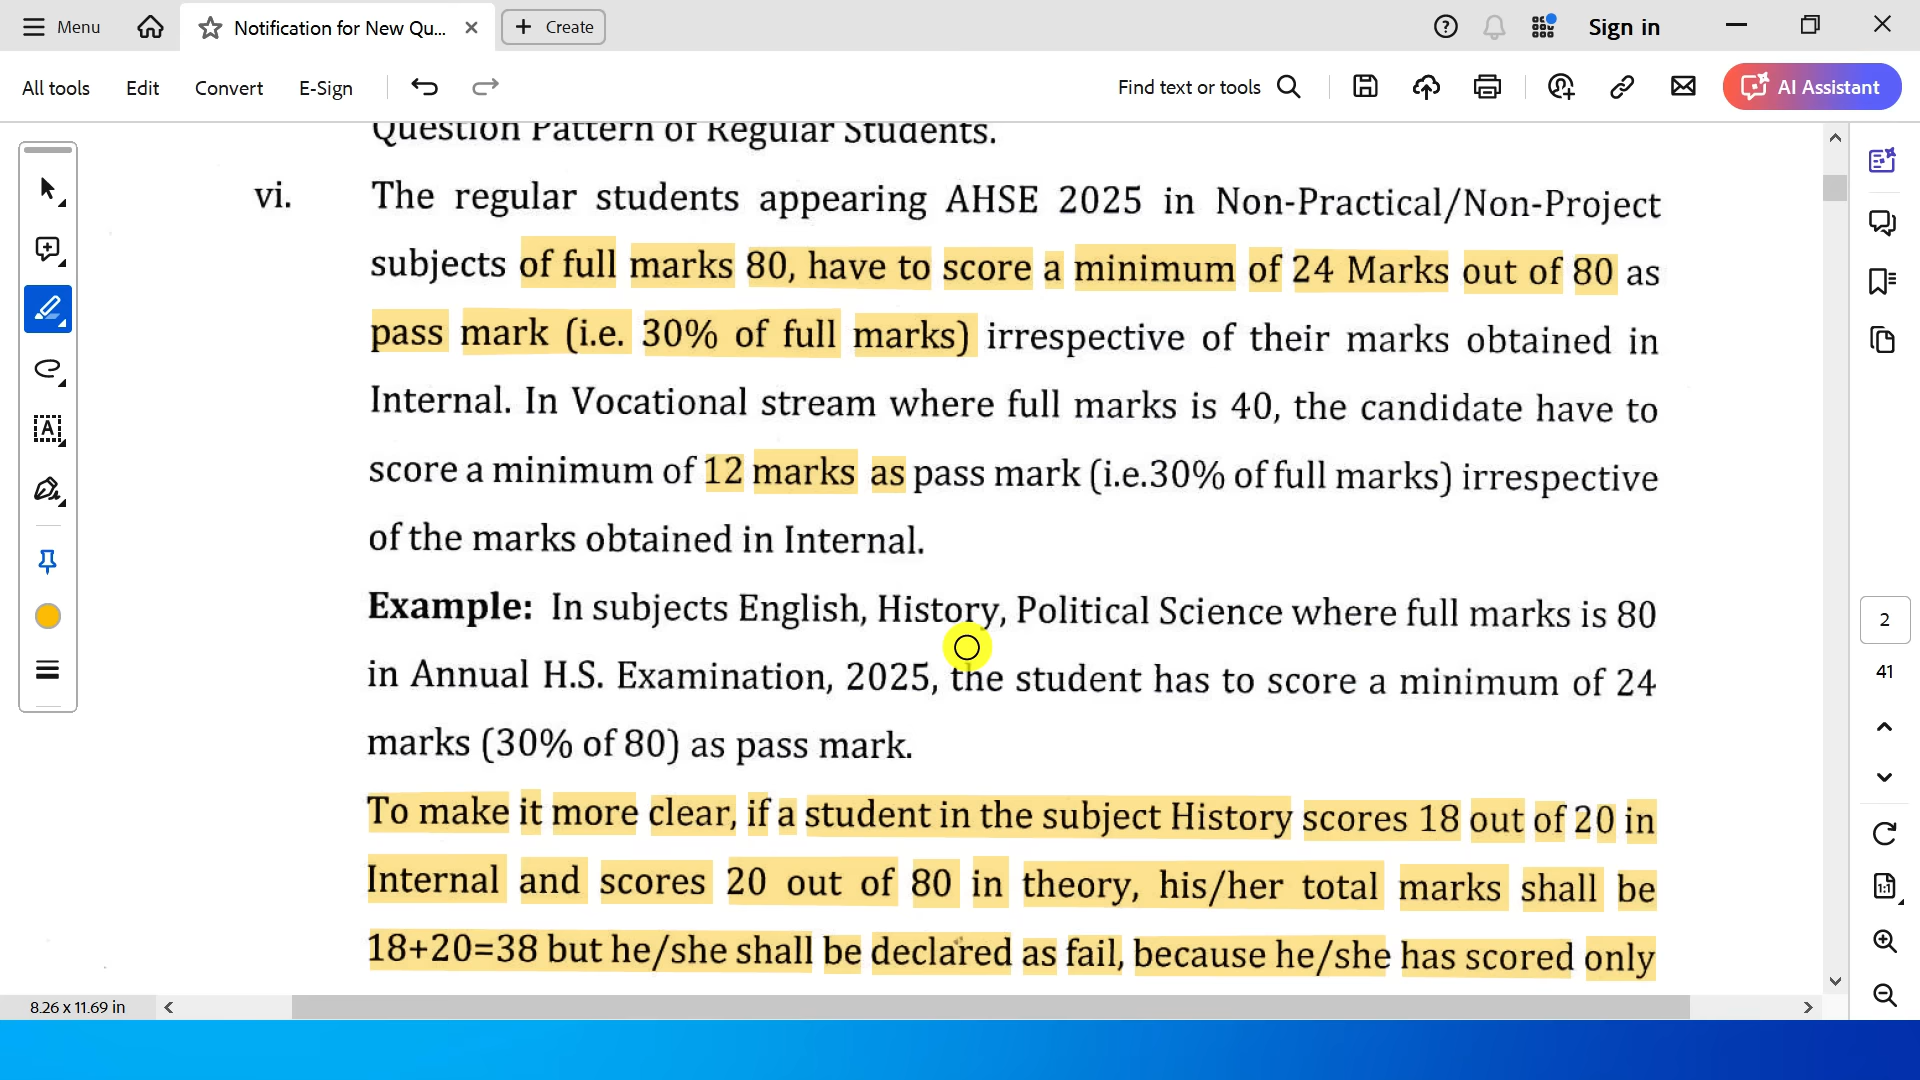 Menu
Notification for New Qu...
Create
Sign in
All tools
Edit
Convert
E-Sign
Find text or tools
AI Assistant
Question Pattern of Regular Students.
vi. The regular students appearing AHSE 2025 in Non-Practical/Non-Project
subjects of full marks 80, have to score a minimum of 24 Marks out of 80 as
pass mark (i.e. 30% of full marks) irrespective of their marks obtained in
Internal. In Vocational stream where full marks is 40, the candidate have to
score a minimum of 12 marks as pass mark (i.e.30% of full marks) irrespective
of the marks obtained in Internal.
Example: In subjects English, History, Political Science where full marks is 80
in Annual H.S. Examination, 2025, the student has to score a minimum of 24
marks (30% of 80) as pass mark.
To make it more clear, if a student in the subject History scores 18 out of 20 in
Internal and scores 20 out of 80 in theory, his/her total marks shall be
18+20=38 but he/she shall be declared as fail, because he/she has scored only
2
41
1:1
8.26 x 11.69 in